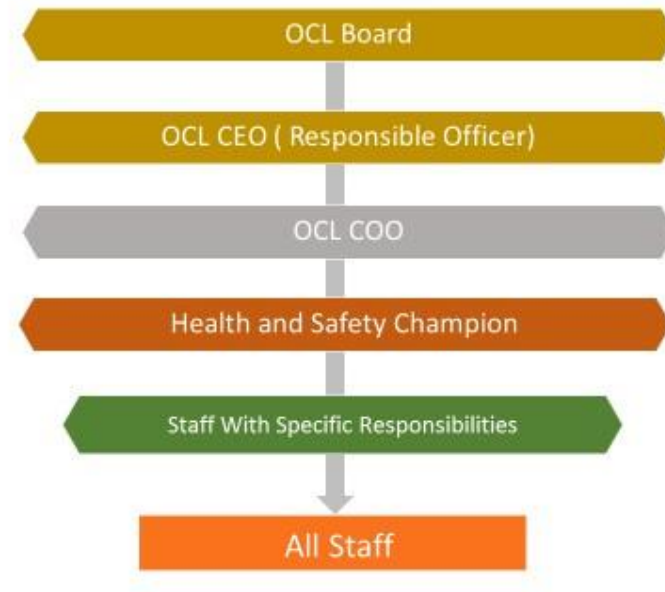 OCL Board
OCL CEO ( Responsible Officer)
OCL COO
Health and Safety Champion
Staff With Specific Responsibilities
All Staff